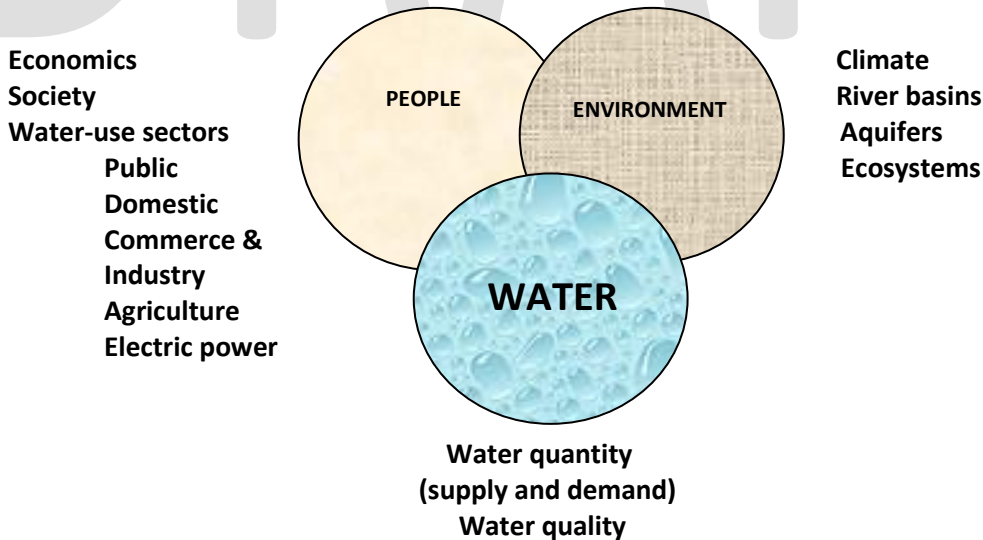 Economics
Society
Water-use sectors
Public
Domestic
Commerce &
Industry
Agriculture
Electric power
PEOPLE
ENVIRONMENT
WATER
Climate
River basins
Aquifers
Ecosystems
Water quantity
(supply and demand)
Water quality